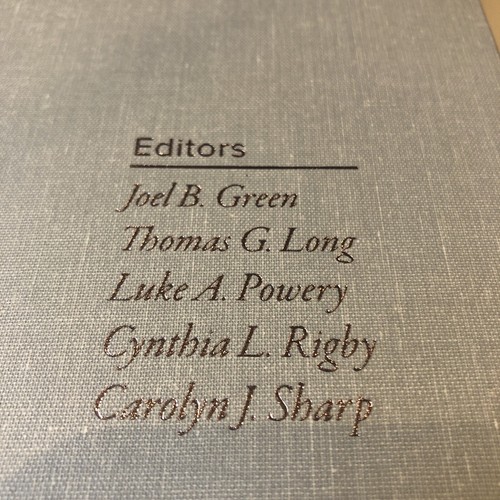 Editors
Joel B. Green
Thomas G. Long
Luke A. Powery
Cynthia L. Rigby
Carolyn J. Sharp